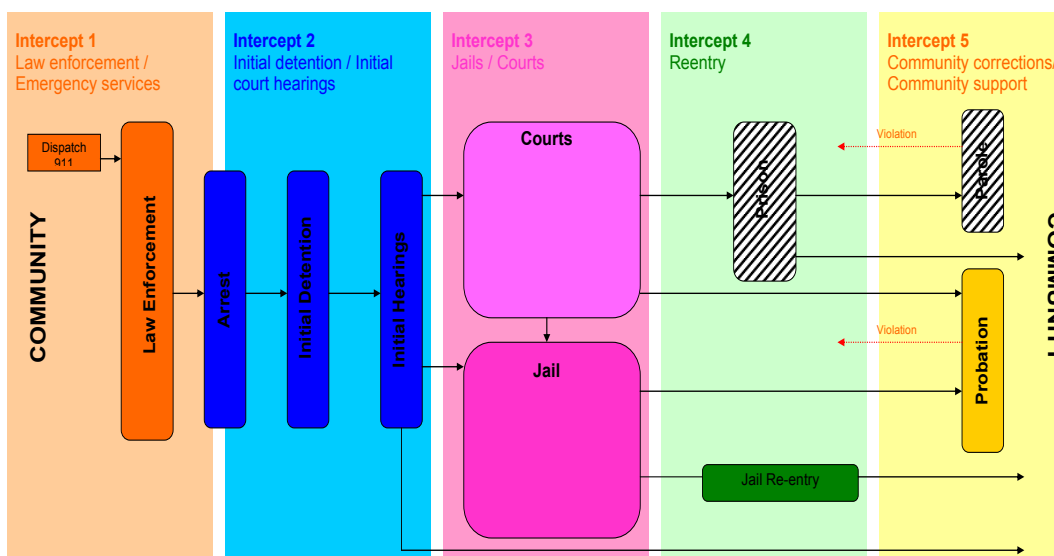 Intercept 1
Law enforcement /
Emergency services
Intercept 2
Initial detention / Initial
court hearings
Intercept 3
Jails / Courts
Intercept 4
Reentry
Intercept 5
Community corrections/
Community support
Dispatch
911
COMMUNITY
Law Enforcement
Arrest
Initial Detention
Initial Hearings
Courts
Jail
Prison
Jail Re-entry
Violation
Parole
Violation
Probation